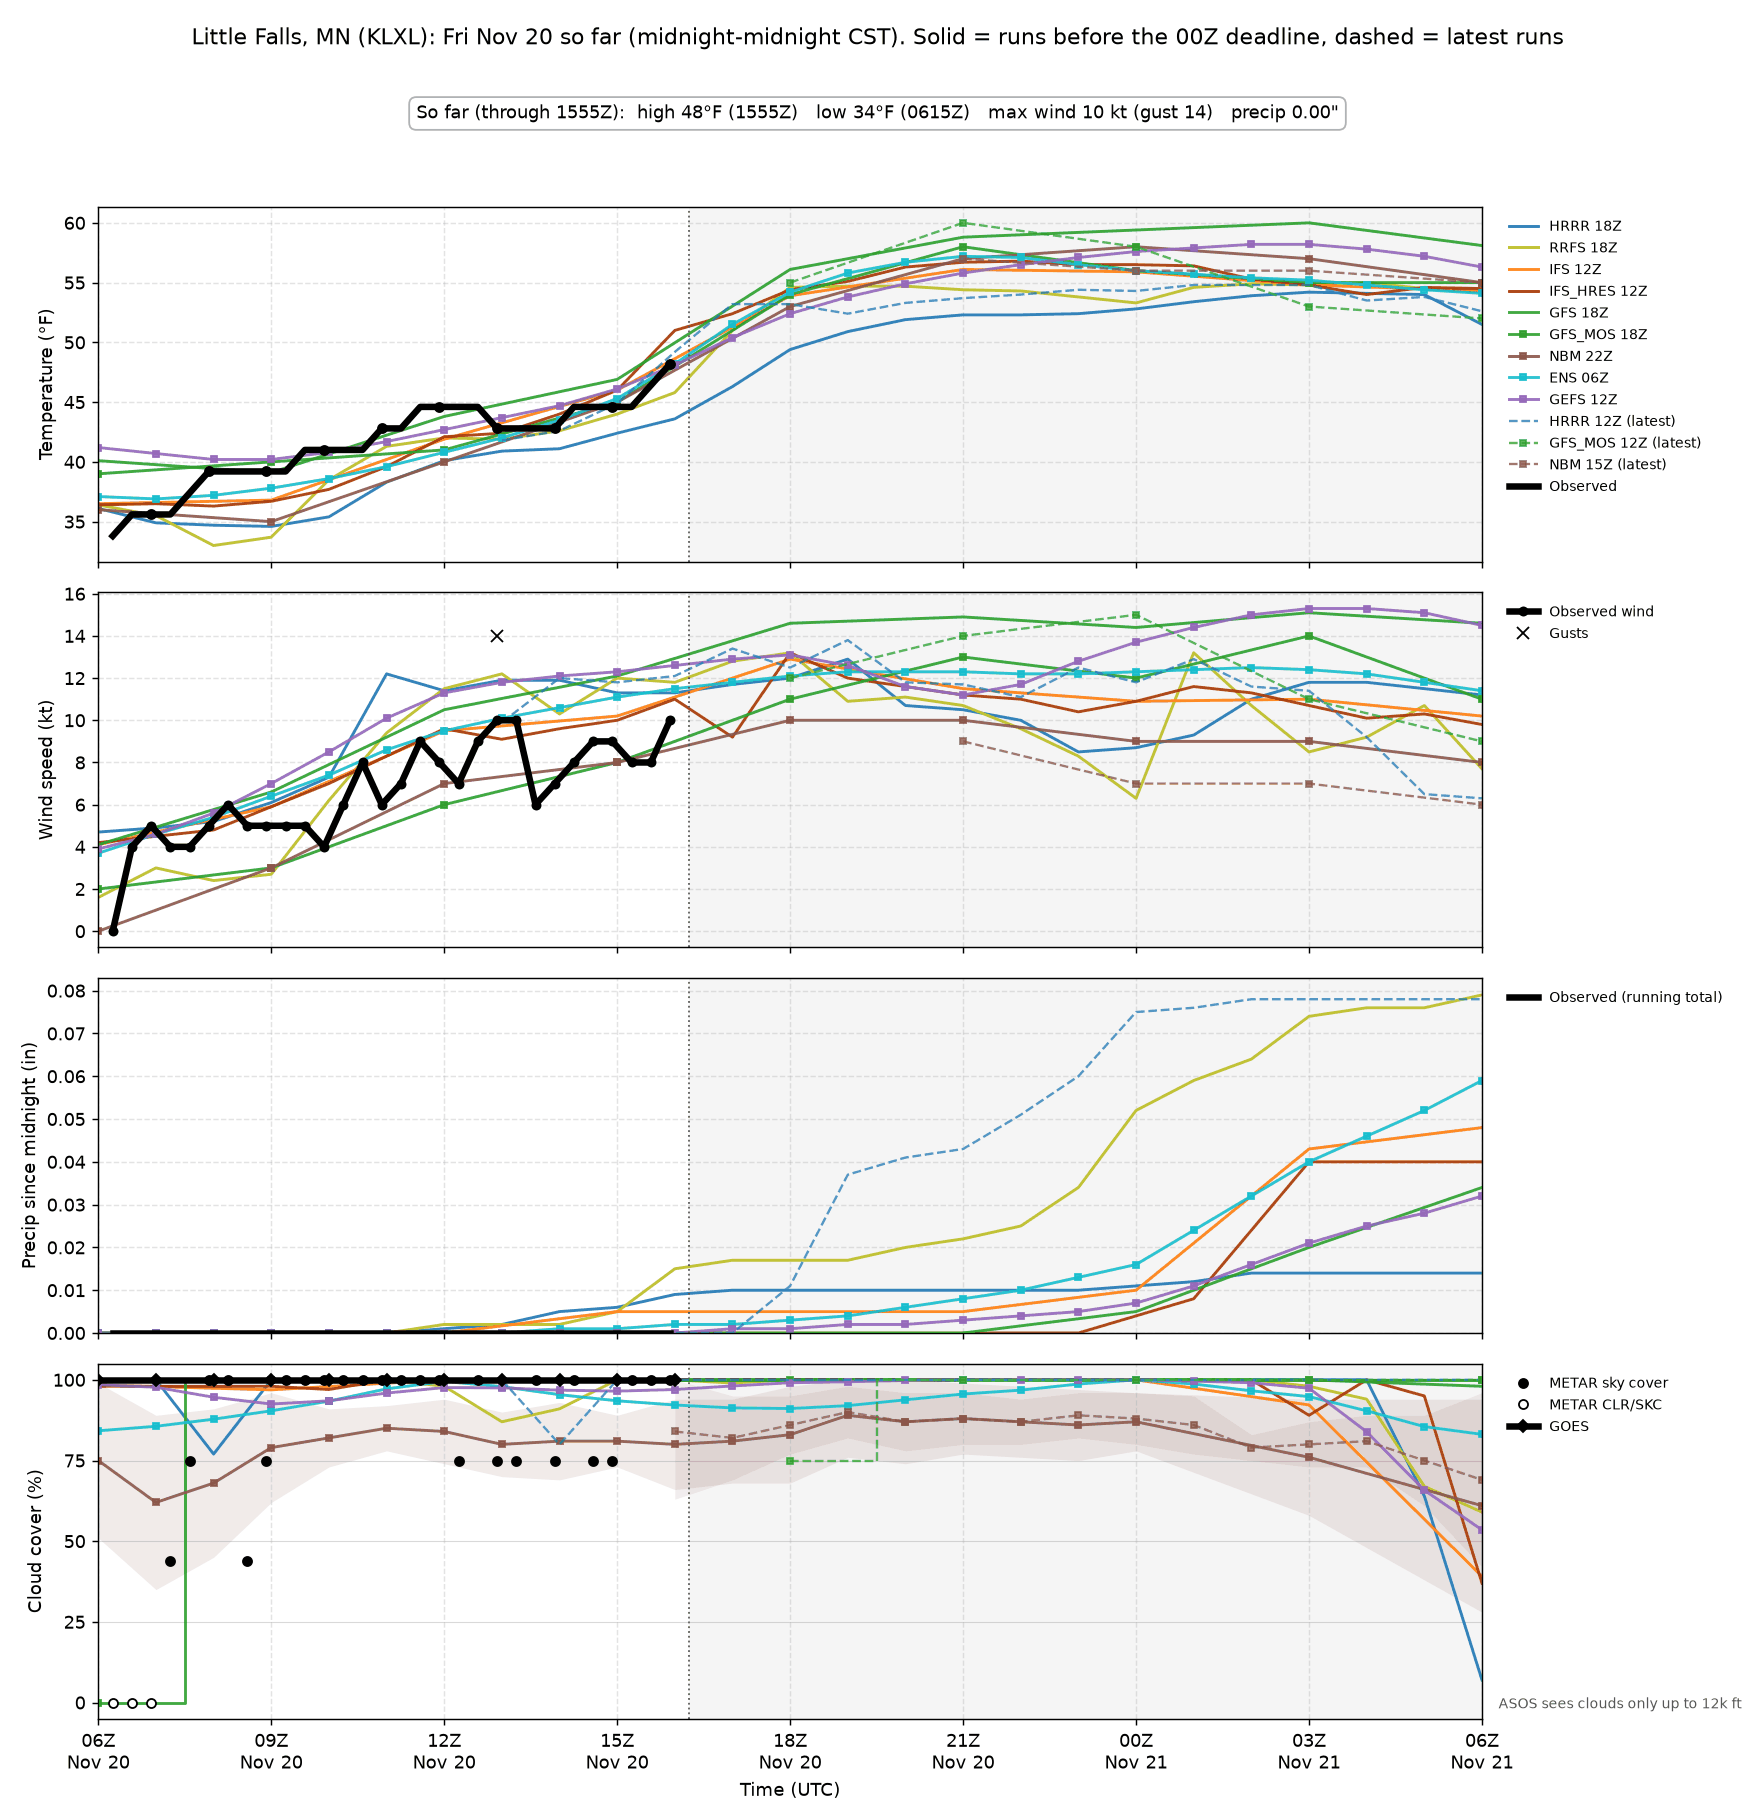 Little Falls, MN (KLXL): Fri Nov 20 so far (midnight-midnight CST). Solid = runs before the 00Z deadline, dashed = latest runs
So far (through 1555Z):  high 48°F (1555Z)   low 34°F (0615Z)   max wind 10 kt (gust 14)   precip 0.00"
Temperature (°F)
60
55
50
45
40
35
HRRR 18Z
RRFS 18Z
IFS 12Z
IFS_HRES 12Z
GFS 18Z
GFS_MOS 18Z
NBM 22Z
ENS 06Z
GEFS 12Z
HRRR 12Z (latest)
GFS_MOS 12Z (latest)
NBM 15Z (latest)
Observed
Wind speed (kt)
16
14
12
10
8
6
4
2
0
Observed wind
Gusts
Precip since midnight (in)
0.08
0.07
0.06
0.05
0.04
0.03
0.02
0.01
0.00
Observed (running total)
Cloud cover (%)
100
75
50
25
0
METAR sky cover
METAR CLR/SKC
GOES
ASOS sees clouds only up to 12k ft
06Z 09Z 12Z 15Z 18Z 21Z 00Z 03Z 06Z
Nov 20 Nov 20 Nov 20 Nov 20 Nov 20 Nov 20 Nov 21 Nov 21 Nov 21
Time (UTC)